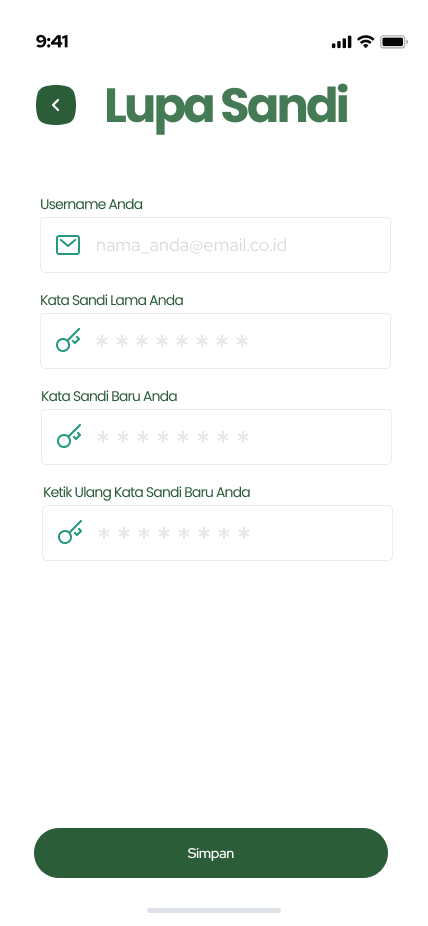 9:41
Lupa Sandi
Username Anda
nama_anda@email.co.id
Kata Sandi Lama Anda
* * * * * * * *
Kata Sandi Baru Anda
* * * * * * * *
Ketik Ulang Kata Sandi Baru Anda
* * * * * * * *
Simpan